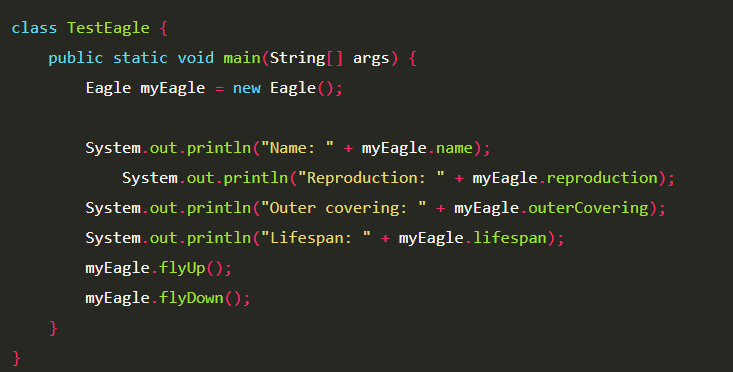 class TestEagle {
    public static void main(String[] args) {
        Eagle myEagle = new Eagle();

        System.out.println("Name: " + myEagle.name);
            System.out.println("Reproduction: " + myEagle.reproduction);
        System.out.println("Outer covering: " + myEagle.outerCovering);
        System.out.println("Lifespan: " + myEagle.lifespan);
        myEagle.flyUp();
        myEagle.flyDown();
    }
}